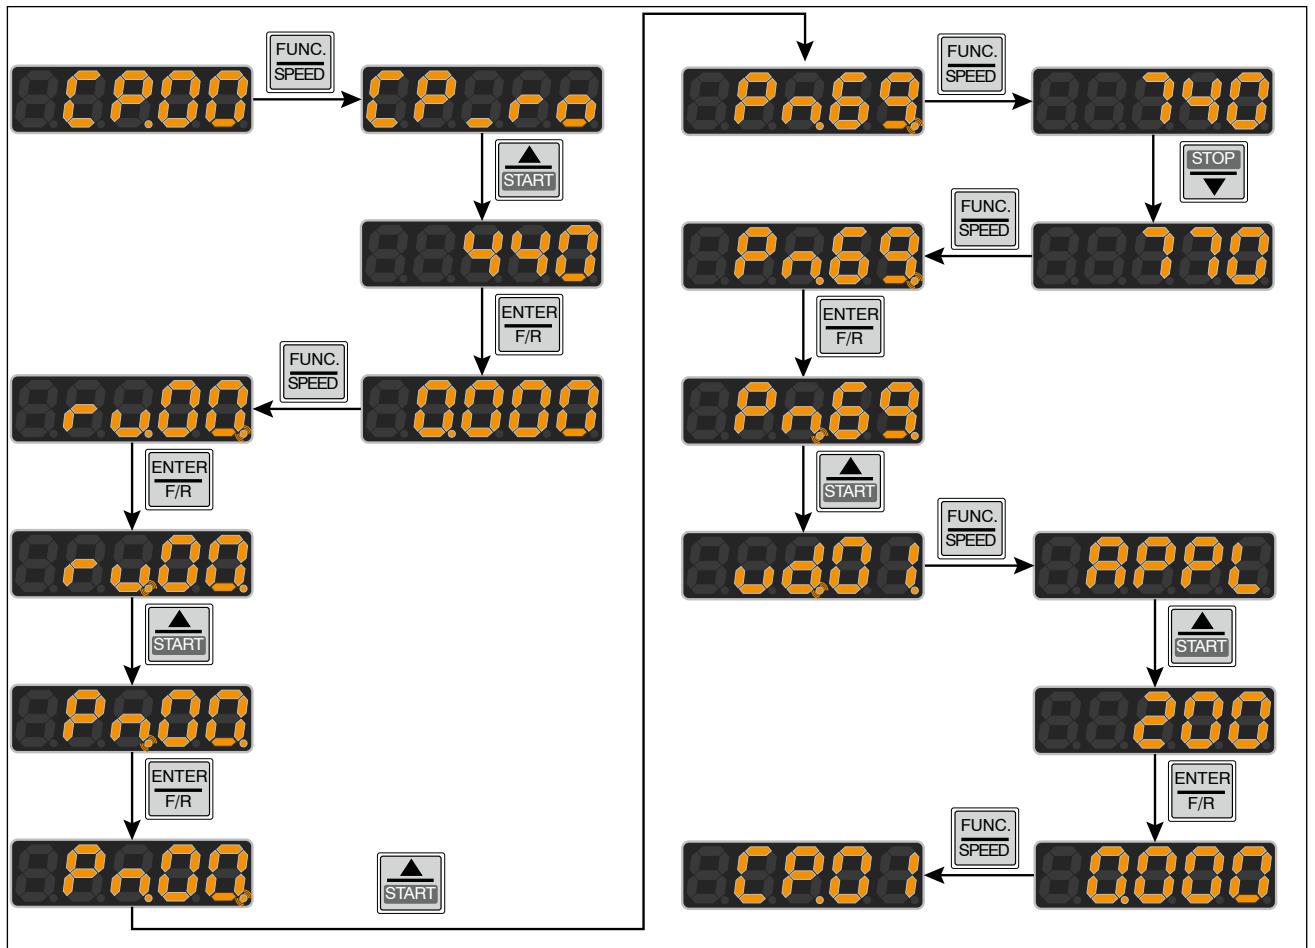 CP.00
FUNC.
SPEED
CP_ro
START
440
ENTER
F/R
0.000
FUNC.
SPEED
ru.00.
ENTER
F/R
ru.00.
START
Pn.00.
ENTER
F/R
Pn.00.
START
Pn.69.
FUNC.
SPEED
740
STOP
770
FUNC.
SPEED
Pn.69.
ENTER
F/R
Pn.69.
START
ud.01.
FUNC.
SPEED
APPL
START
200
ENTER
F/R
0.000
FUNC.
SPEED
CP.01